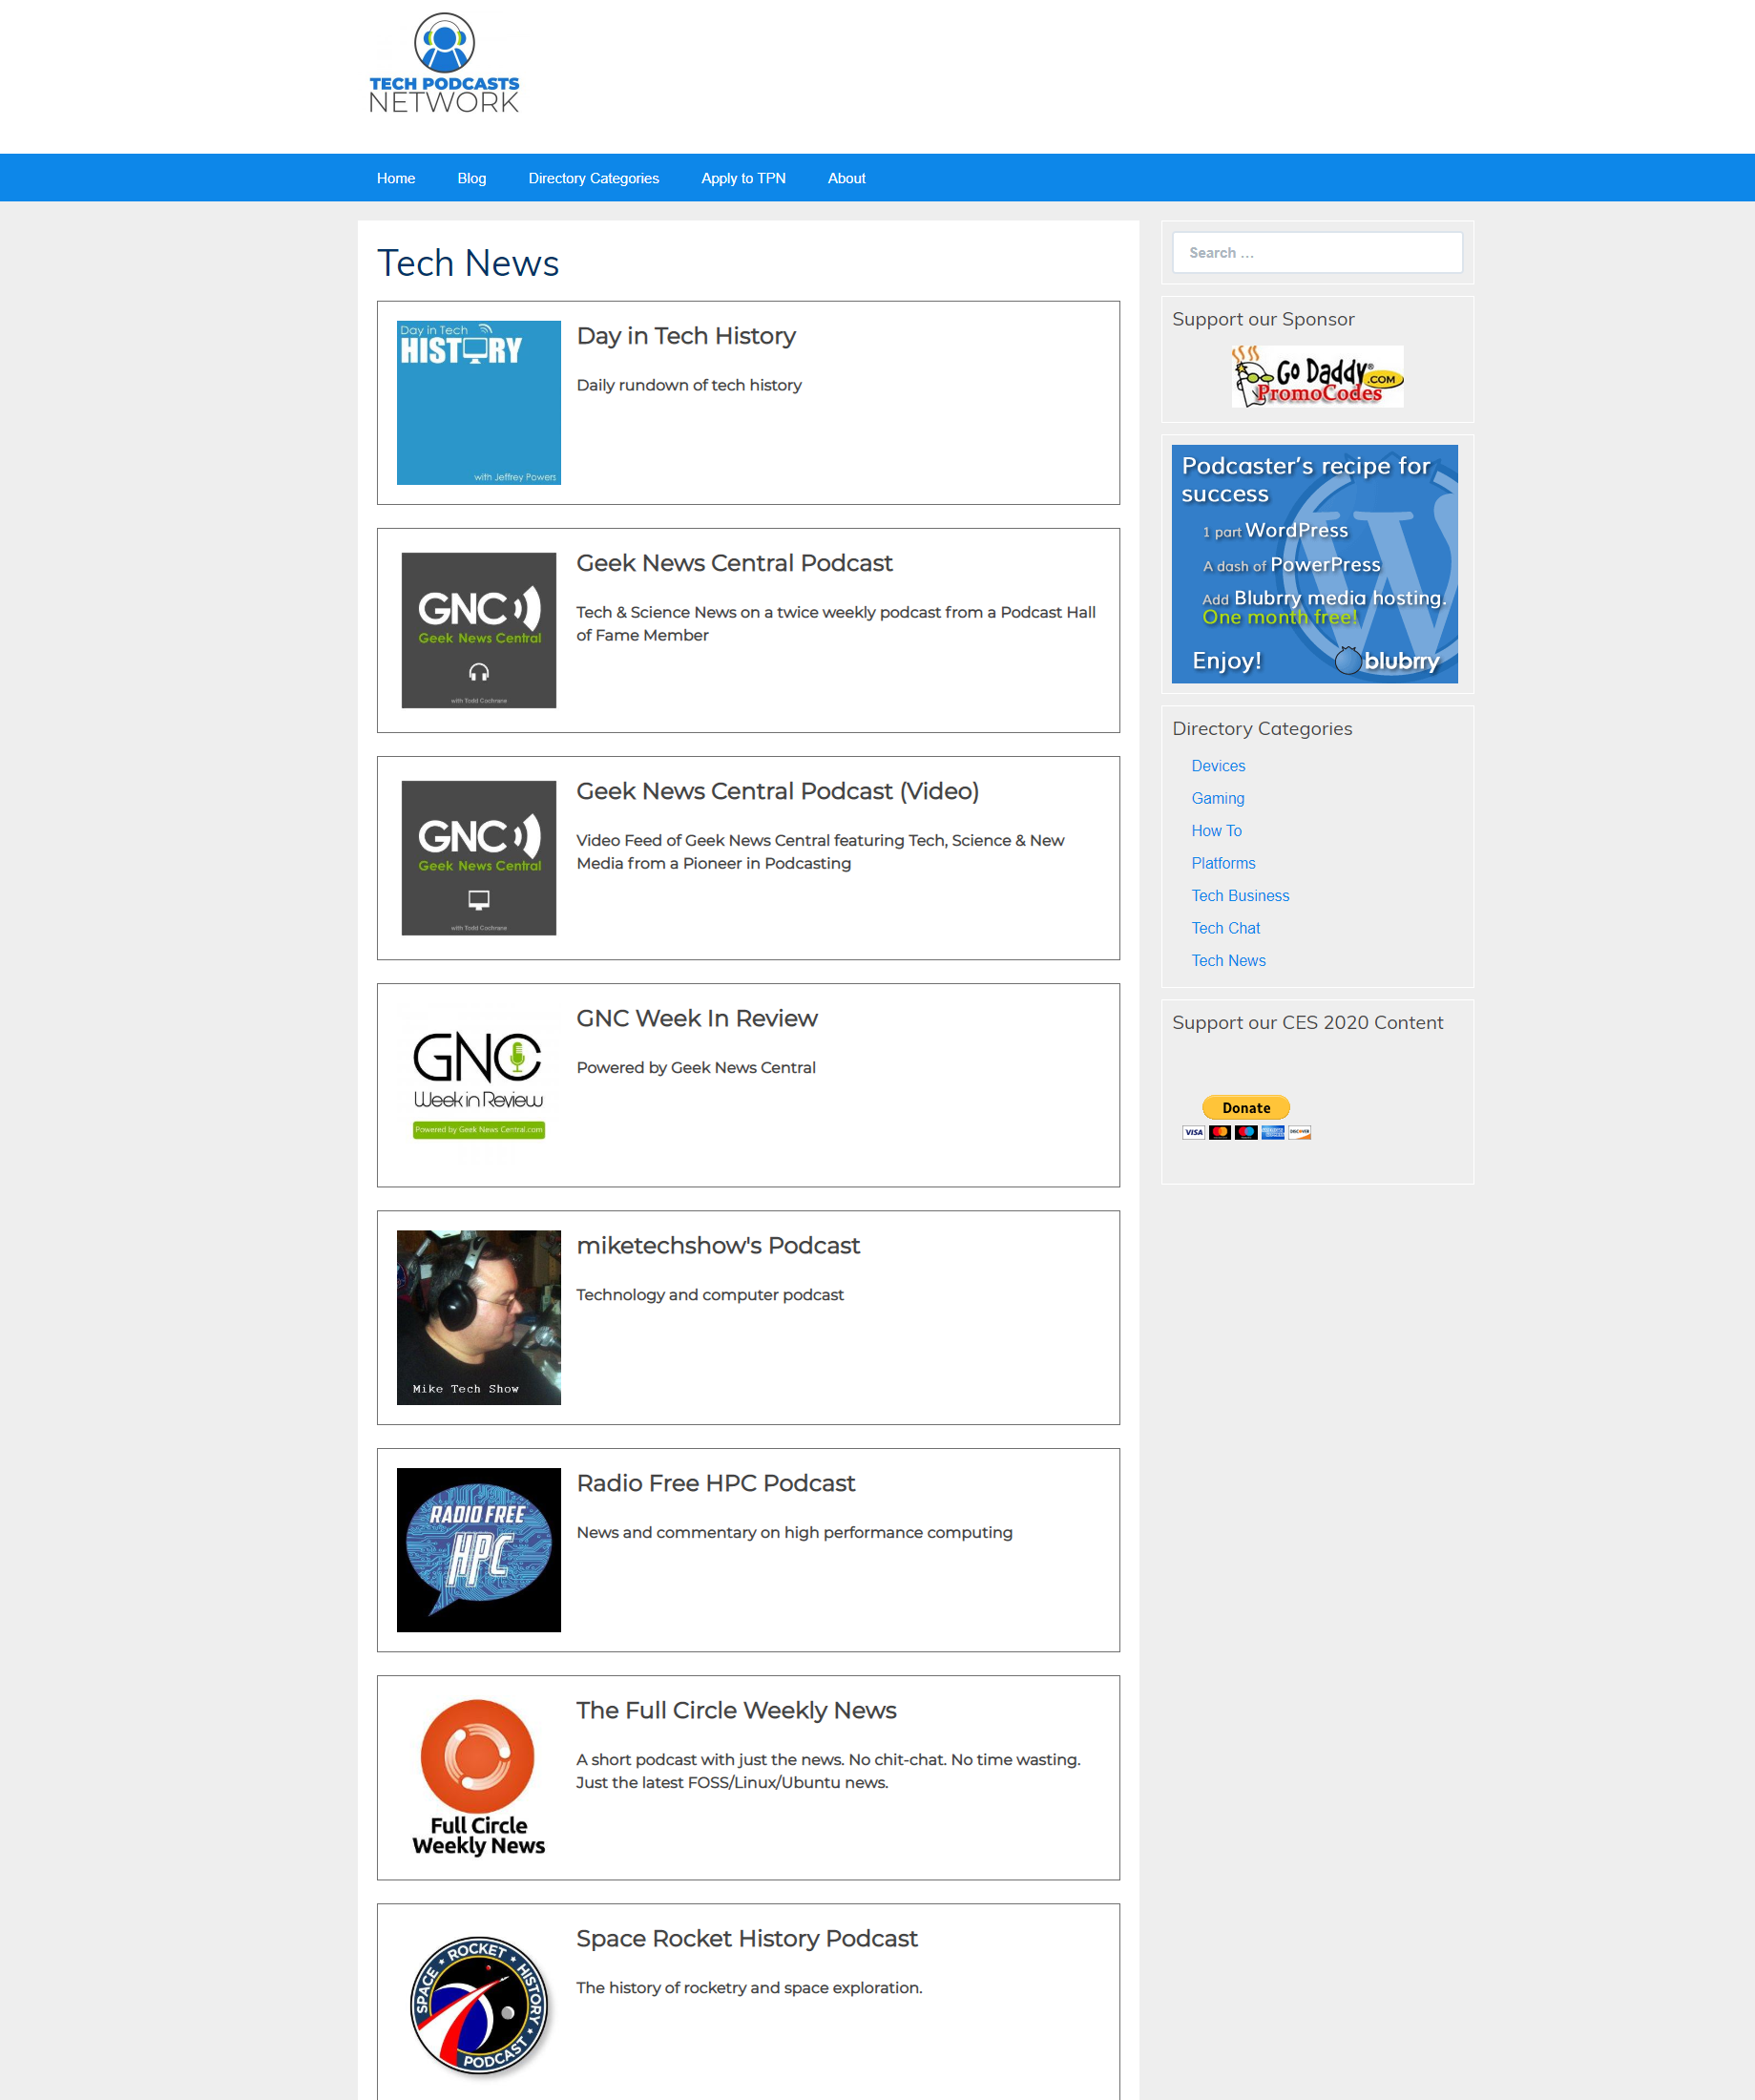 TECH PODCASTS
NETWORK
Home Blog Directory Categories Apply to TPN About
Tech News
Day in Tech
HISTORY
with Jeffrey Powers
Day in Tech History
Daily rundown of tech history
GNC
Geek News Central
with Todd Cochrane
Geek News Central Podcast
Tech & Science News on a twice weekly podcast from a Podcast Hall
of Fame Member
GNC
Geek News Central
with Todd Cochrane
Geek News Central Podcast (Video)
Video Feed of Geek News Central featuring Tech, Science & New
Media from a Pioneer in Podcasting
GNC
Week in Review
Powered by Geek News Central.com
GNC Week In Review
Powered by Geek News Central
Mike Tech Show
miketechshow's Podcast
Technology and computer podcast
RADIO FREE
HPC
Radio Free HPC Podcast
News and commentary on high performance computing
Full Circle
Weekly News
The Full Circle Weekly News
A short podcast with just the news. No chit-chat. No time wasting.
Just the latest FOSS/Linux/Ubuntu news.
SPACE ROCKET HISTORY
PODCAST
Space Rocket History Podcast
The history of rocketry and space exploration.
Search ...
Support our Sponsor
Go Daddy® .COM
PromoCodes
Podcaster's recipe for
success
1 part WordPress
A dash of PowerPress
Add Blubrry media hosting.
One month free!
Enjoy! blubrry
Directory Categories
Devices
Gaming
How To
Platforms
Tech Business
Tech Chat
Tech News
Support our CES 2020 Content
Donate
VISA DISCOVER